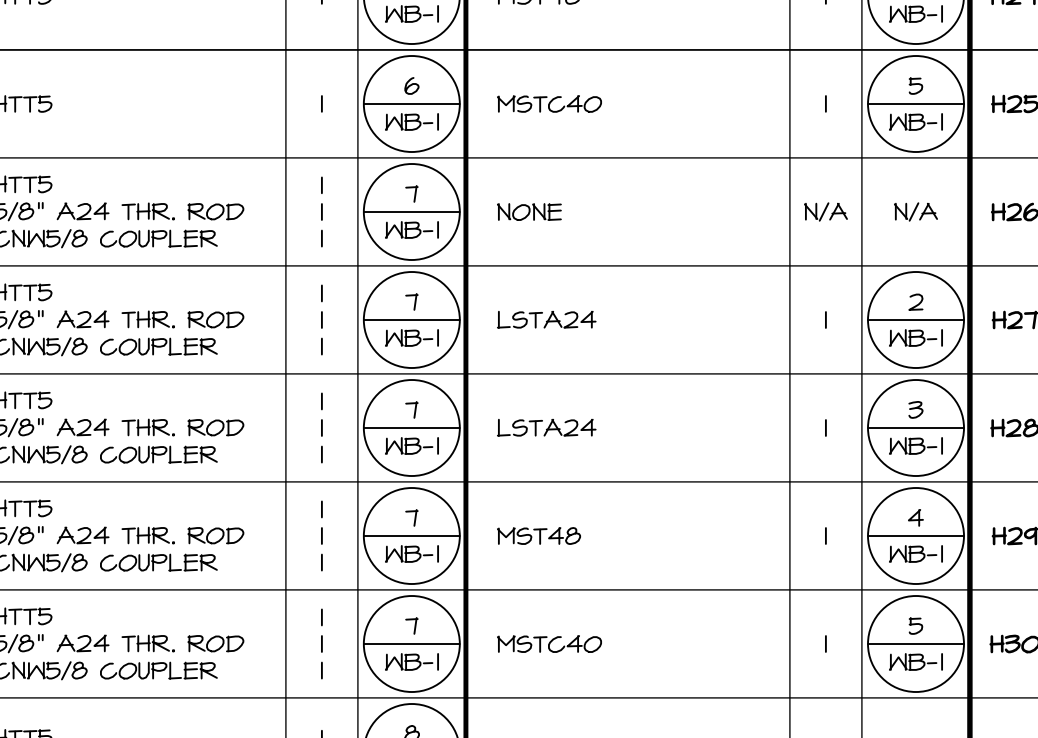 WB-1 WB-1
6 5
HTT5 1 MSTC40 1 H25
WB-1 WB-1
HTT5 1 7
5/8" A24 THR. ROD 1 NONE N/A N/A H26
CNW5/8 COUPLER 1 WB-1
HTT5 1 7 2
5/8" A24 THR. ROD 1 LSTA24 1 H27
CNW5/8 COUPLER 1 WB-1 WB-1
HTT5 1 7 3
5/8" A24 THR. ROD 1 LSTA24 1 H28
CNW5/8 COUPLER 1 WB-1 WB-1
HTT5 1 7 4
5/8" A24 THR. ROD 1 MST48 1 H29
CNW5/8 COUPLER 1 WB-1 WB-1
HTT5 1 7 5
5/8" A24 THR. ROD 1 MSTC40 1 H30
CNW5/8 COUPLER 1 WB-1 WB-1
8